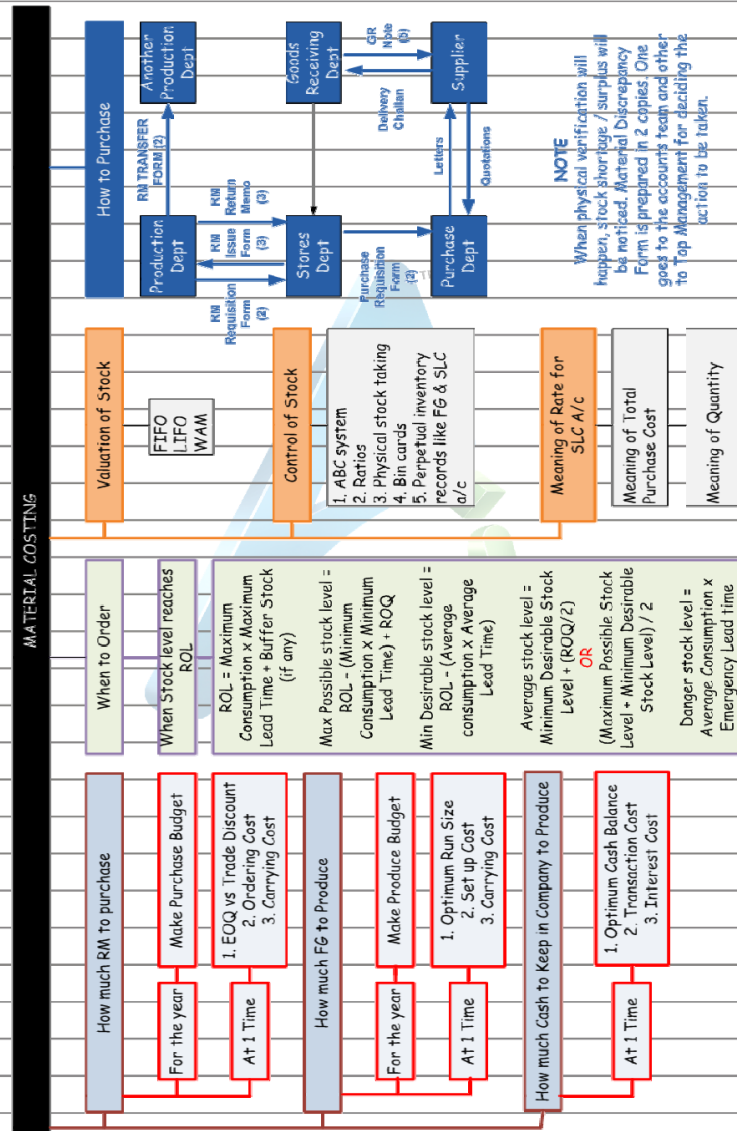 MATERIAL COSTING
How much RM to purchase
For the year
Make Purchase Budget
At 1 Time
1. EOQ vs Trade Discount
2. Ordering Cost
3. Carrying Cost
How much FG to Produce
For the year
Make Produce Budget
At 1 Time
1. Optimum Run Size
2. Set up Cost
3. Carrying Cost
How much Cash to Keep in Company to Produce
At 1 Time
1. Optimum Cash Balance
2. Transaction Cost
3. Interest Cost
When to Order
When Stock level reaches
ROL
ROL = Maximum
Consumption x Maximum
Lead Time + Buffer Stock
(if any)
Max Possible stock level =
ROL - (Minimum
Consumption x Minimum
Lead Time) + ROQ
Min Desirable stock level =
ROL - (Average
consumption x Average
Lead Time)
Average stock level =
Minimum Desirable Stock
Level + (ROQ/2)
OR
(Maximum Possible Stock
Level + Minimum Desirable
Stock Level) / 2
Danger stock level =
Average Consumption x
Emergency Lead time
Valuation of Stock
FIFO
LIFO
WAM
Control of Stock
1. ABC system
2. Ratios
3. Physical stock taking
4. Bin cards
5. Perpetual inventory
records like FG & SLC
a/c
Meaning of Rate for
SLC A/c
Meaning of Total
Purchase Cost
Meaning of Quantity
How to Purchase
Production
Dept
RM TRANSFER
FORM (2)
Another
Production
Dept
RM
Requisition
Form
(2)
RM
Issue
Form
(3)
RM
Return
Memo
(3)
Stores
Dept
Goods
Receiving
Dept
Purchase
Requisition
Form
(2)
Delivery
Challan
GR
Note
(5)
Purchase
Dept
Letters
Quotations
Supplier
NOTE
When physical verification will
happen, stock shortage / surplus will
be noticed. Material Discrepancy
Form is prepared in 2 copies. One
goes to the accounts team and other
to Top Management for deciding the
action to be taken.